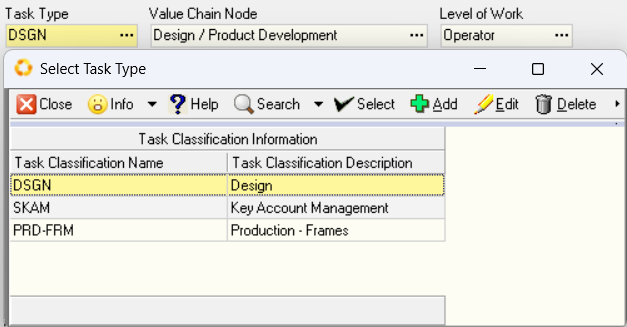 Task Type Value Chain Node Level of Work
DSGN ... Design / Product Development ... Operator ...
Select Task Type
Close Info Help Search Select Add Edit Delete
Task Classification Information
Task Classification Name Task Classification Description
DSGN Design
SKAM Key Account Management
PRD-FRM Production - Frames